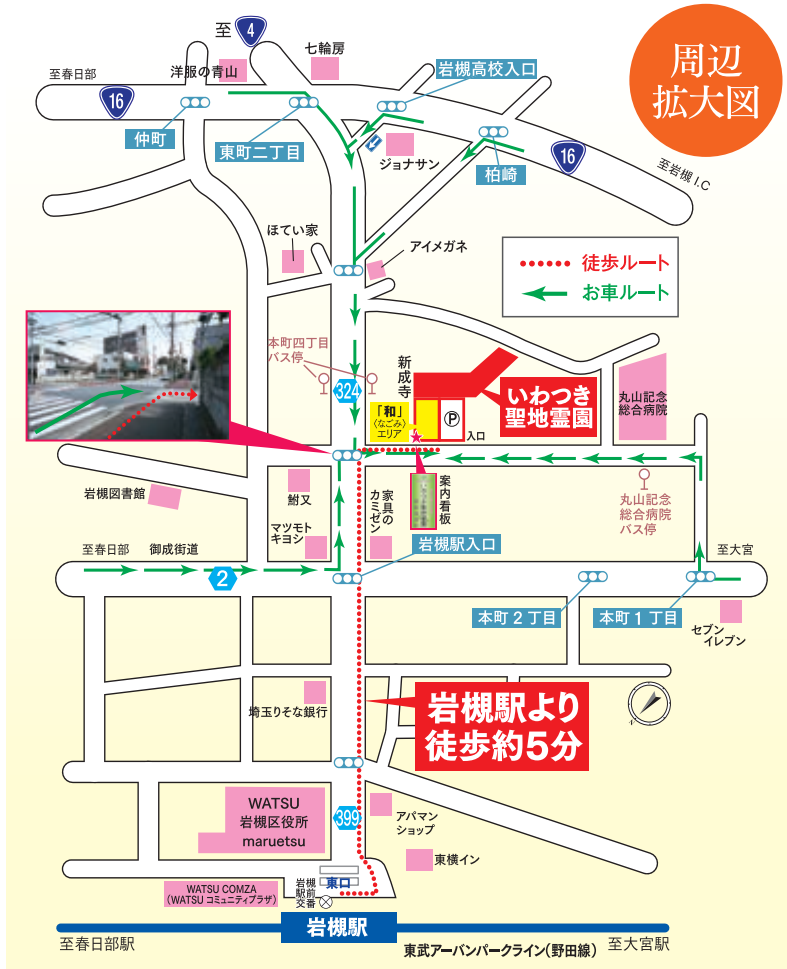 周辺
拡大図
至
4
七輪房
洋服の青山
至春日部
16
岩槻高校入口
仲町
東町二丁目
ジョナサン
柏崎
16
至岩槻 I.C
ほてい家
アイメガネ
徒歩ルート
お車ルート
本町四丁目
バス停
324
新成寺
「和」
〈なごみ〉
エリア
P
入口
いわつき
聖地霊園
丸山記念
総合病院
岩槻図書館
鮒又
マツモト
キヨシ
家具の
カミゼン
案内看板
丸山記念
総合病院
バス停
至春日部
御成街道
2
岩槻駅入口
至大宮
本町2丁目
本町1丁目
セブン
イレブン
埼玉りそな銀行
岩槻駅より
徒歩約5分
WATSU
岩槻区役所
maruetsu
399
アパマン
ショップ
東横イン
WATSU COMZA
(WATSU コミュニティプラザ)
岩槻
駅前
交番
東口
岩槻駅
至春日部駅
東武アーバンパークライン(野田線)
至大宮駅